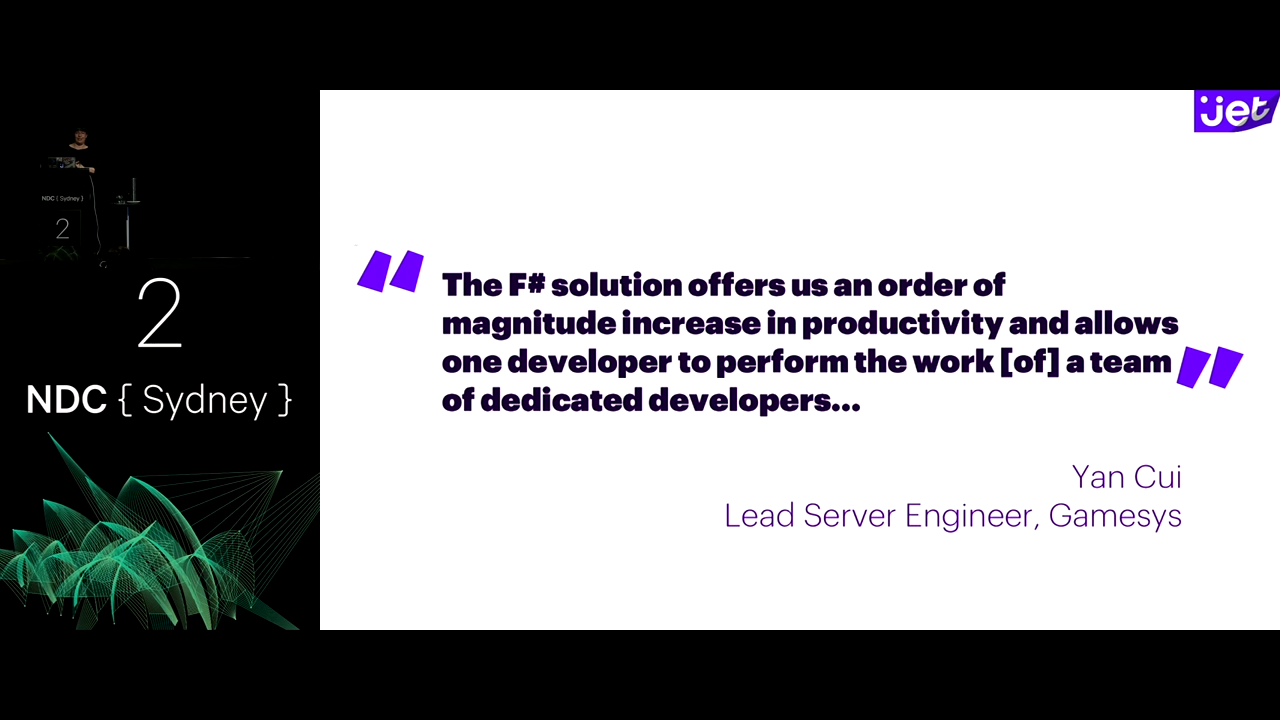 jet
NDC { Sydney }
2
2
NDC { Sydney }
“The F# solution offers us an order of
magnitude increase in productivity and allows
one developer to perform the work [of] a team
of dedicated developers...”
Yan Cui
Lead Server Engineer, Gamesys